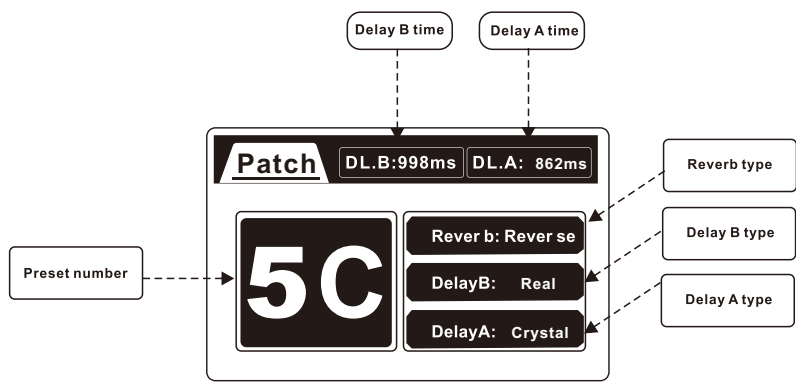 Delay B time
Delay A time
Patch
DL.B:998ms
DL.A: 862ms
Reverb type
Rever b: Rever se
5C
Delay B type
DelayB: Real
Preset number
Delay A type
DelayA: Crystal